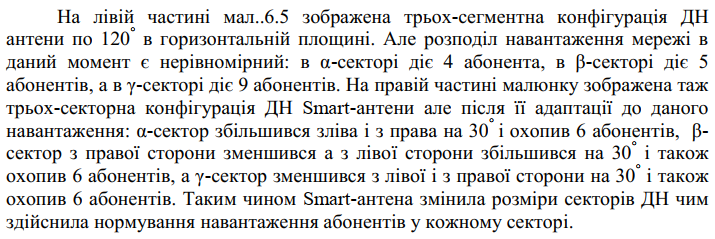 На лівій частині мал..6.5 зображена трьох-сегментна конфігурація ДН
антени по 120° в горизонтальній площині. Але розподіл навантаження мережі в
даний момент є нерівномірний: в α-секторі діє 4 абонента, в β-секторі діє 5
абонентів, а в γ-секторі діє 9 абонентів. На правій частині малюнку зображена таж
трьох-секторна конфігурація ДН Smart-антени але після її адаптації до даного
навантаження: α-сектор збільшився зліва і з права на 30° і охопив 6 абонентів, β-
сектор з правої сторони зменшився а з лівої сторони збільшився на 30° і також
охопив 6 абонентів, а γ-сектор зменшився з лівої і з правої сторони на 30° і також
охопив 6 абонентів. Таким чином Smart-антена змінила розміри секторів ДН чим
здійснила нормування навантаження абонентів у кожному секторі.